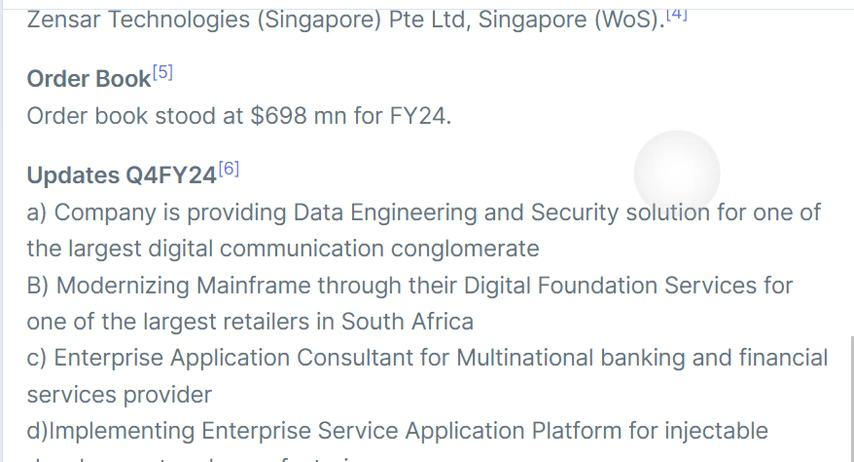 Zensar Technologies (Singapore) Pte Ltd, Singapore (WoS).[4]
Order Book[5]
Order book stood at $698 mn for FY24.
Updates Q4FY24[6]
a) Company is providing Data Engineering and Security solution for one of
the largest digital communication conglomerate
B) Modernizing Mainframe through their Digital Foundation Services for
one of the largest retailers in South Africa
c) Enterprise Application Consultant for Multinational banking and financial
services provider
d)Implementing Enterprise Service Application Platform for injectable